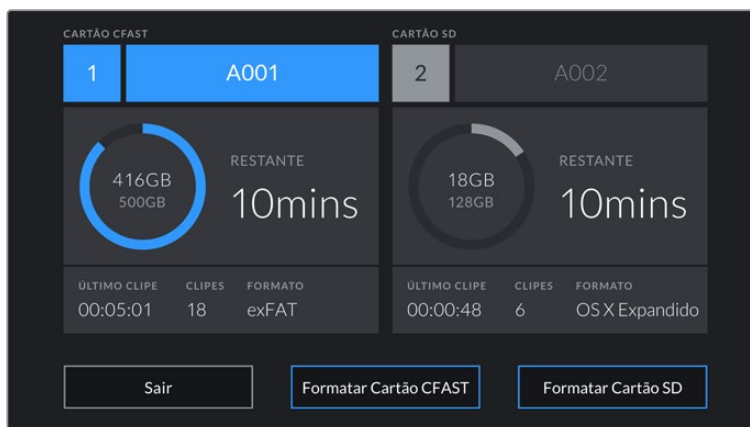 CARTÃO CFAST
1
A001
416GB
500GB
RESTANTE
10mins
ÚLTIMO CLIPE CLIPES FORMATO
00:05:01 18 exFAT
CARTÃO SD
2
A002
18GB
128GB
RESTANTE
10mins
ÚLTIMO CLIPE CLIPES FORMATO
00:00:48 6 OS X Expandido
Sair
Formatar Cartão CFAST
Formatar Cartão SD